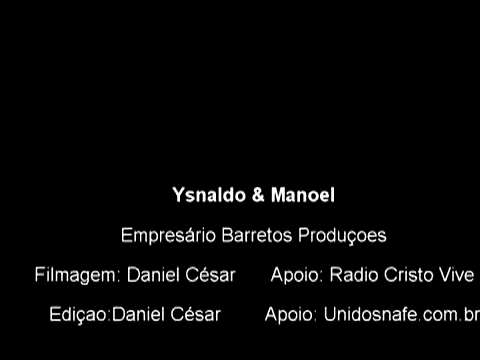 Ysnaldo & Manoel
Empresário Barretos Produçoes
Filmagem: Daniel César Apoio: Radio Cristo Vive
Ediçao:Daniel César Apoio: Unidosnafe.com.br